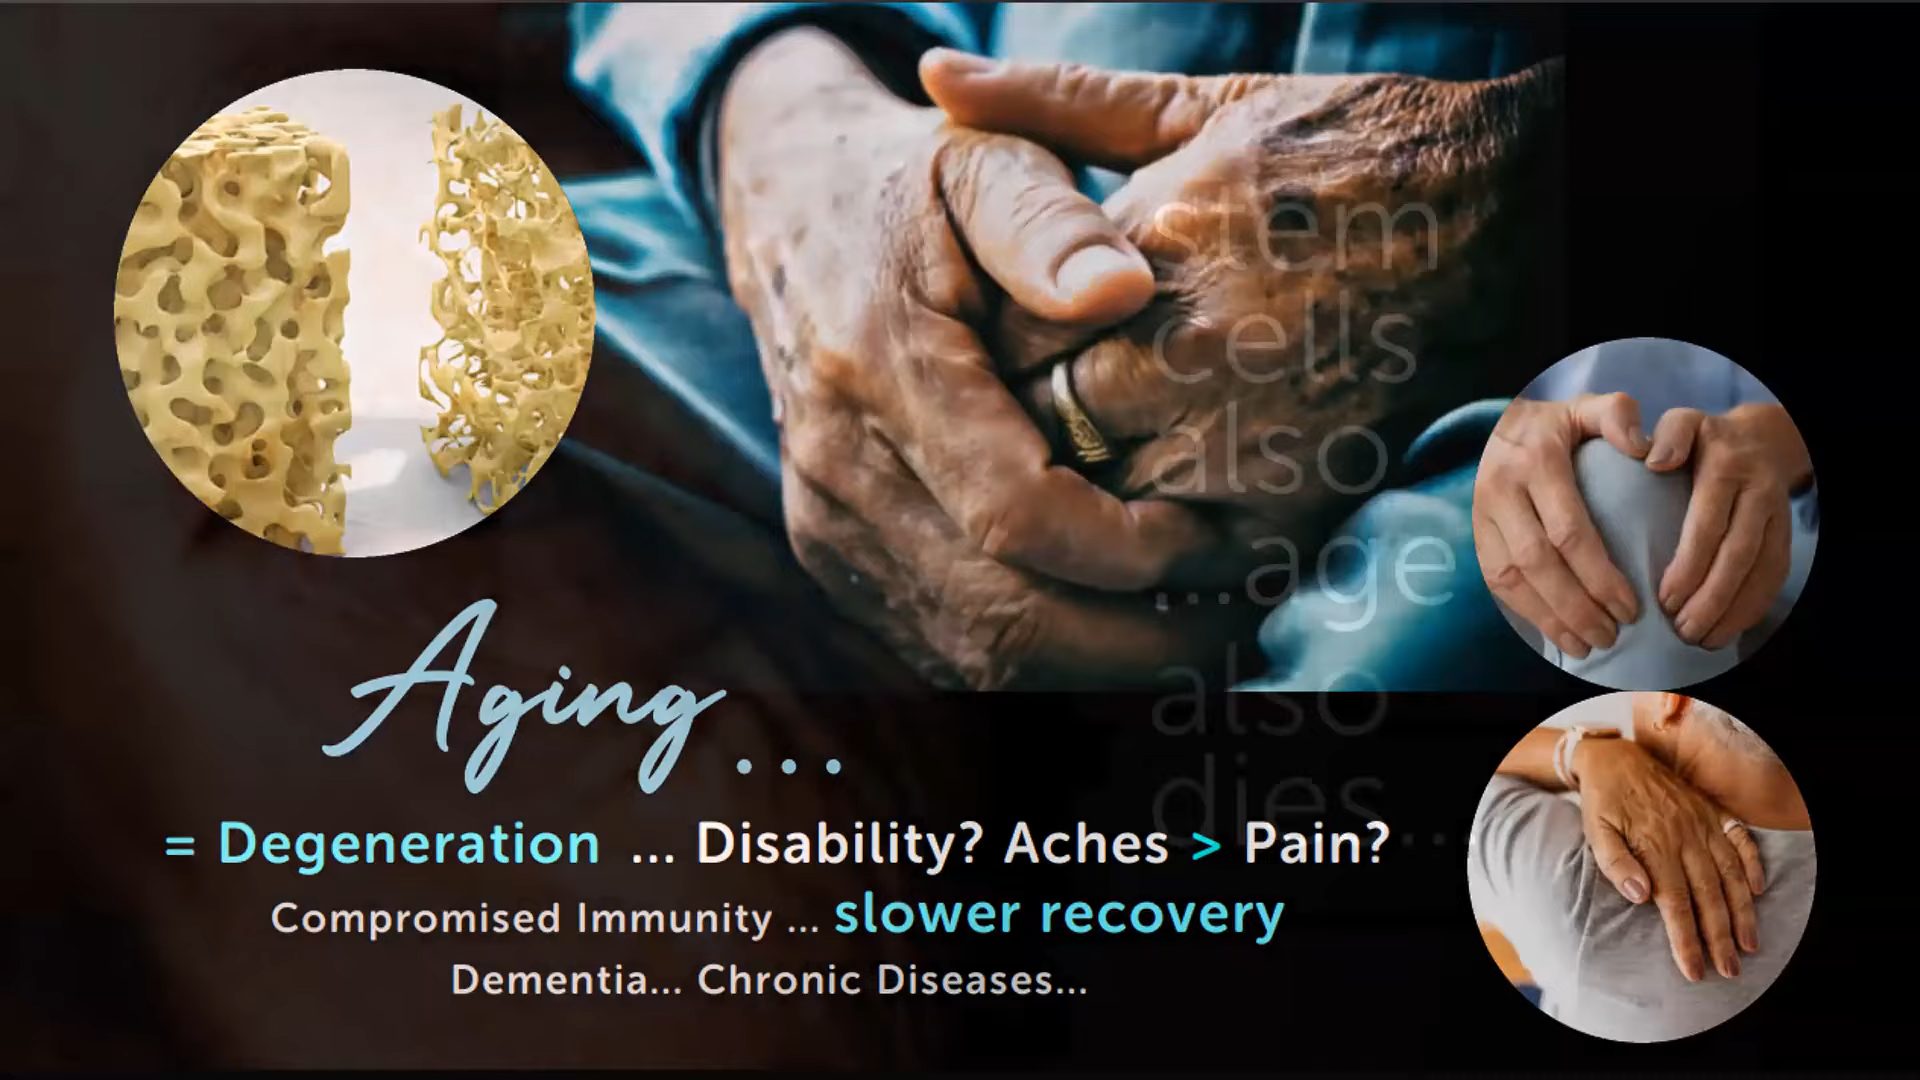 stem
cells
also
...age
also
dies...
Aging...
= Degeneration ... Disability? Aches > Pain?
Compromised Immunity ... slower recovery
Dementia... Chronic Diseases...